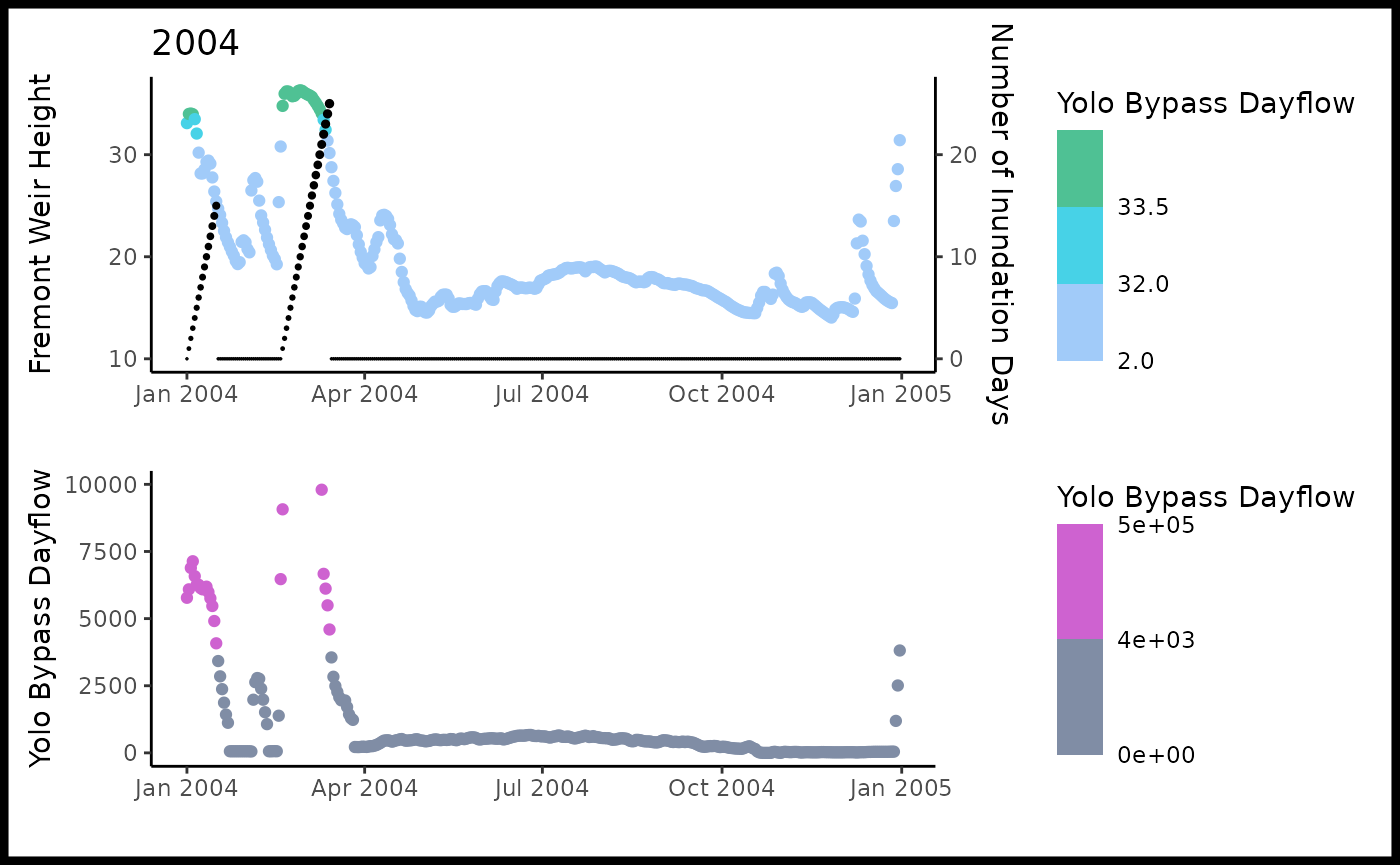 2004
Fremont Weir Height
30
20
10
20
10
0
Number of Inundation Days
Jan 2004
Apr 2004
Jul 2004
Oct 2004
Jan 2005
Yolo Bypass Dayflow
33.5
32.0
2.0
Yolo Bypass Dayflow
10000
7500
5000
2500
0
Jan 2004
Apr 2004
Jul 2004
Oct 2004
Jan 2005
Yolo Bypass Dayflow
5e+05
4e+03
0e+00